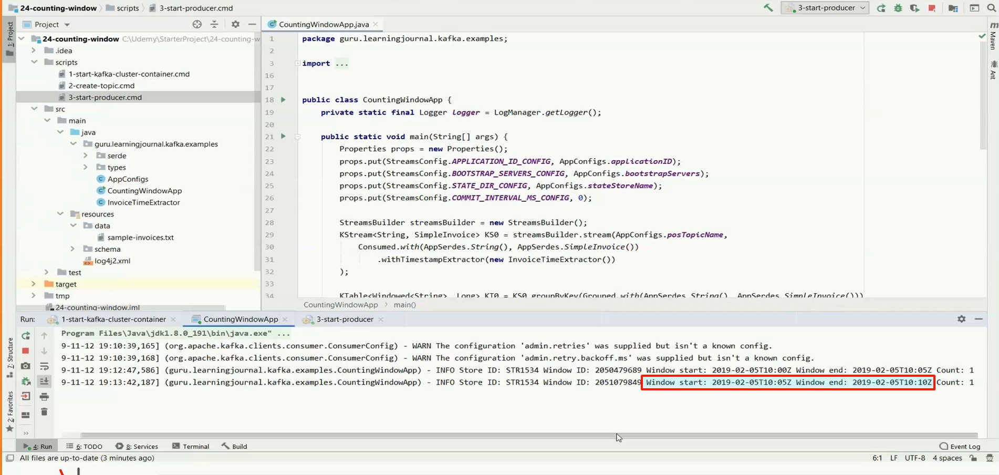 24-counting-window scripts 3-start-producer.cmd
3-start-producer
Project
CountingWindowApp.java
1: Project
24-counting-window C:\Udemy\StarterProject\24-counting-w
.idea
scripts
1-start-kafka-cluster-container.cmd
2-create-topic.cmd
3-start-producer.cmd
src
main
java
guru.learningjournal.kafka.examples
serde
types
AppConfigs
CountingWindowApp
InvoiceTimeExtractor
resources
data
sample-invoices.txt
schema
log4j2.xml
test
target
tmp
24-counting-window.iml
1 package guru.learningjournal.kafka.examples;
2
3 import ...
16
17
18 public class CountingWindowApp {
19 private static final Logger logger = LogManager.getLogger();
20
21 public static void main(String[] args) {
22 Properties props = new Properties();
23 props.put(StreamsConfig.APPLICATION_ID_CONFIG, AppConfigs.applicationID);
24 props.put(StreamsConfig.BOOTSTRAP_SERVERS_CONFIG, AppConfigs.bootstrapServers);
25 props.put(StreamsConfig.STATE_DIR_CONFIG, AppConfigs.stateStoreName);
26 props.put(StreamsConfig.COMMIT_INTERVAL_MS_CONFIG, 0);
27
28 StreamsBuilder streamsBuilder = new StreamsBuilder();
29 KStream<String, SimpleInvoice> KS0 = streamsBuilder.stream(AppConfigs.posTopicName,
30 Consumed.with(AppSerdes.String(), AppSerdes.SimpleInvoice())
31 .withTimestampExtractor(new InvoiceTimeExtractor())
32 );
33
34 KTable<Windowed<String>, Long> KT0 = KS0.groupByKey(Grouped.with(AppSerdes.String(), AppSerdes.SimpleInvoice()))
CountingWindowApp main()
m
Maven
Ant
Run: 1-start-kafka-cluster-container CountingWindowApp 3-start-producer
Program Files\Java\jdk1.8.0_191\bin\java.exe" ...
9-11-12 19:10:39,165] (org.apache.kafka.clients.consumer.ConsumerConfig) - WARN The configuration 'admin.retries' was supplied but isn't a known config.
9-11-12 19:10:39,168] (org.apache.kafka.clients.consumer.ConsumerConfig) - WARN The configuration 'admin.retry.backoff.ms' was supplied but isn't a known config.
9-11-12 19:12:47,586] (guru.learningjournal.kafka.examples.CountingWindowApp) - INFO Store ID: STR1534 Window ID: 2050479689 Window start: 2019-02-05T10:00Z Window end: 2019-02-05T10:05Z Count: 1
9-11-12 19:13:42,187] (guru.learningjournal.kafka.examples.CountingWindowApp) - INFO Store ID: STR1534 Window ID: 2051079849 Window start: 2019-02-05T10:05Z Window end: 2019-02-05T10:10Z Count: 1
7: Structure
2: Favorites
4: Run 6: TODO 8: Services Terminal Build Event Log
All files are up-to-date (3 minutes ago) 6:1 LF UTF-8 4 spaces